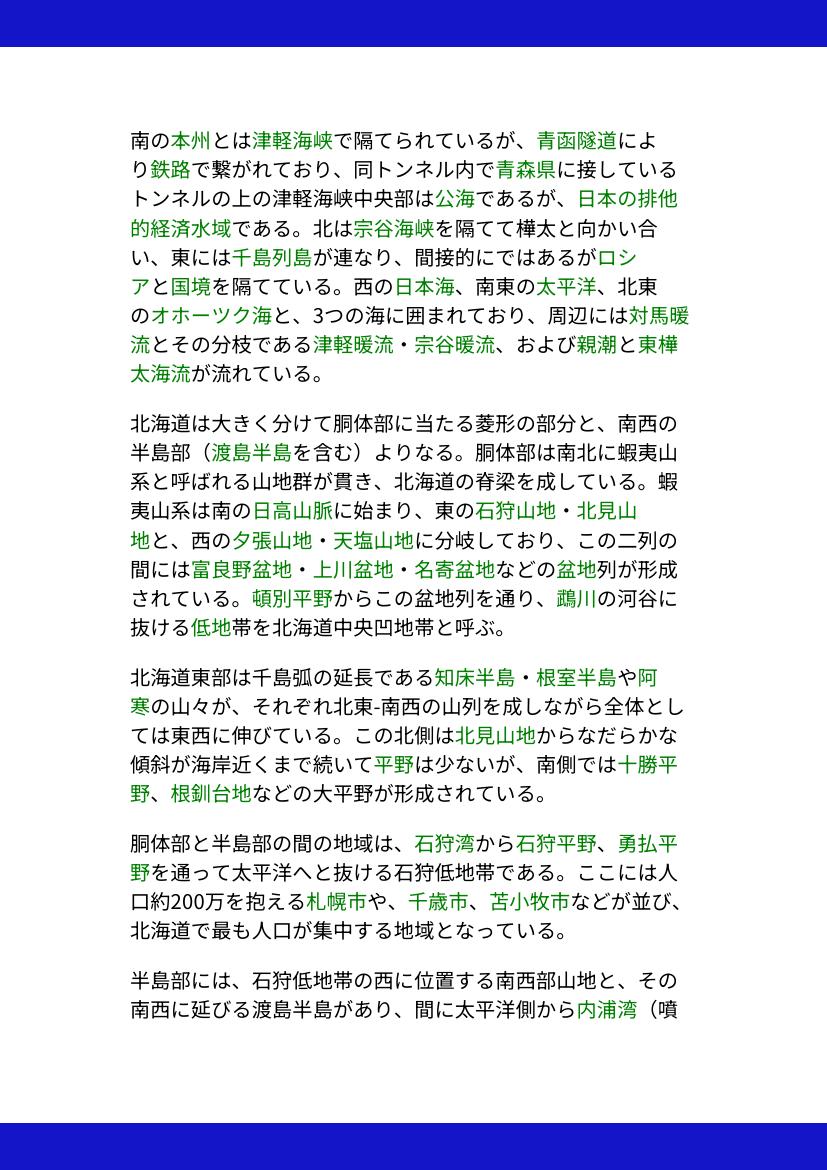 南の本州とは津軽海峡で隔てられているが、青函隧道によ
り鉄路で繋がれており、同トンネル内で青森県に接している
トンネルの上の津軽海峡中央部は公海であるが、日本の排他
的経済水域である。北は宗谷海峡を隔てて樺太と向かい合
い、東には千島列島が連なり、間接的にではあるがロシ
アと国境を隔てている。西の日本海、南東の太平洋、北東
のオホーツク海と、3つの海に囲まれており、周辺には対馬暖
流とその分枝である津軽暖流・宗谷暖流、および親潮と東樺
太海流が流れている。
北海道は大きく分けて胴体部に当たる菱形の部分と、南西の
半島部（渡島半島を含む）よりなる。胴体部は南北に蝦夷山
系と呼ばれる山地群が貫き、北海道の脊梁を成している。蝦
夷山系は南の日高山脈に始まり、東の石狩山地・北見山
地と、西の夕張山地・天塩山地に分岐しており、この二列の
間には富良野盆地・上川盆地・名寄盆地などの盆地列が形成
されている。頓別平野からこの盆地列を通り、鵡川の河谷に
抜ける低地帯を北海道中央凹地帯と呼ぶ。
北海道東部は千島弧の延長である知床半島・根室半島や阿
寒の山々が、それぞれ北東-南西の山列を成しながら全体とし
ては東西に伸びている。この北側は北見山地からなだらかな
傾斜が海岸近くまで続いて平野は少ないが、南側では十勝平
野、根釧台地などの大平野が形成されている。
胴体部と半島部の間の地域は、石狩湾から石狩平野、勇払平
野を通って太平洋へと抜ける石狩低地帯である。ここには人
口約200万を抱える札幌市や、千歳市、苫小牧市などが並び、
北海道で最も人口が集中する地域となっている。
半島部には、石狩低地帯の西に位置する南西部山地と、その
南西に延びる渡島半島があり、間に太平洋側から内浦湾（噴